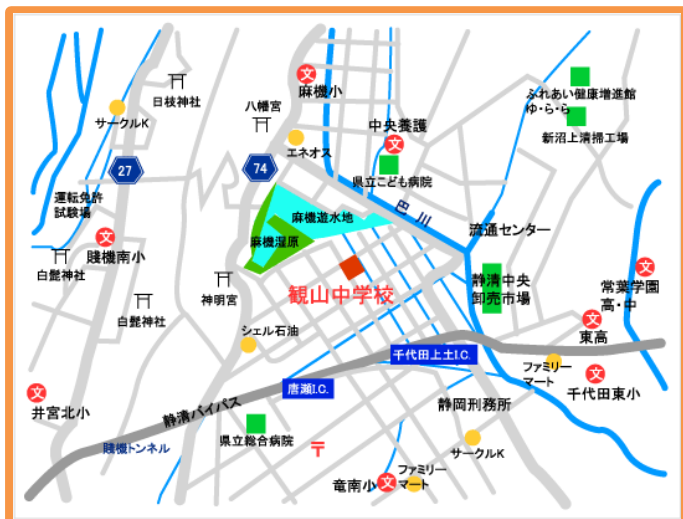 文
麻機小
日枝神社
八幡宮
サークルK
エネオス
中央養護
文
ふれあい健康増進館
ゆ・ら・ら
新沼上清掃工場
27
74
県立こども病院
運転免許
試験場
麻機遊水地
巴川
流通センター
文
賤機南小
麻機湿原
白髭神社
神明宮
観山中学校
静清中央
卸売市場
文
常葉学園
高・中
白髭神社
シェル石油
文
東高
千代田上土I.C.
唐瀬I.C.
ファミリー
マート
文
千代田東小
文
井宮北小
静清バイパス
静岡刑務所
賤機トンネル
県立総合病院
〒
サークルK
竜南小
文
ファミリー
マート